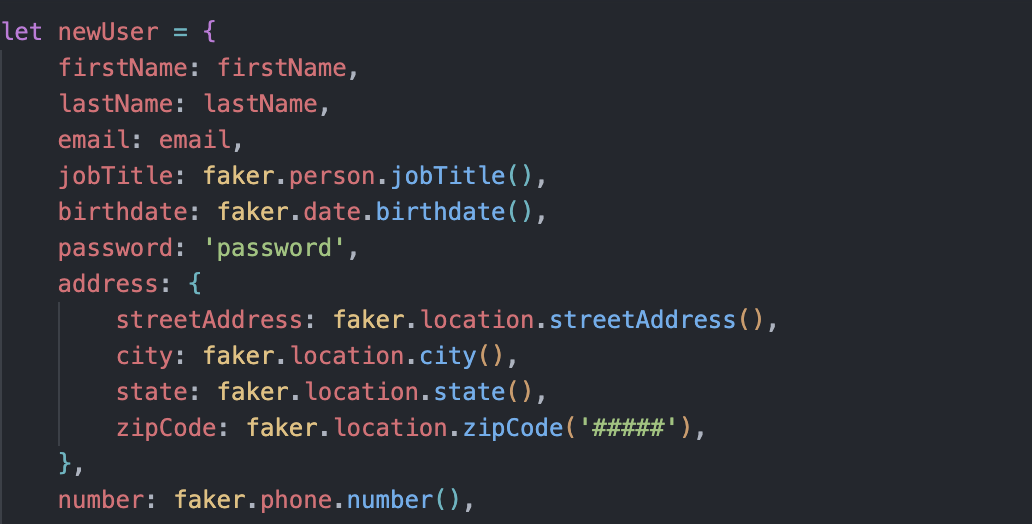 let newUser = {
    firstName: firstName,
    lastName: lastName,
    email: email,
    jobTitle: faker.person.jobTitle(),
    birthdate: faker.date.birthdate(),
    password: 'password',
    address: {
        streetAddress: faker.location.streetAddress(),
        city: faker.location.city(),
        state: faker.location.state(),
        zipCode: faker.location.zipCode('#####'),
    },
    number: faker.phone.number(),